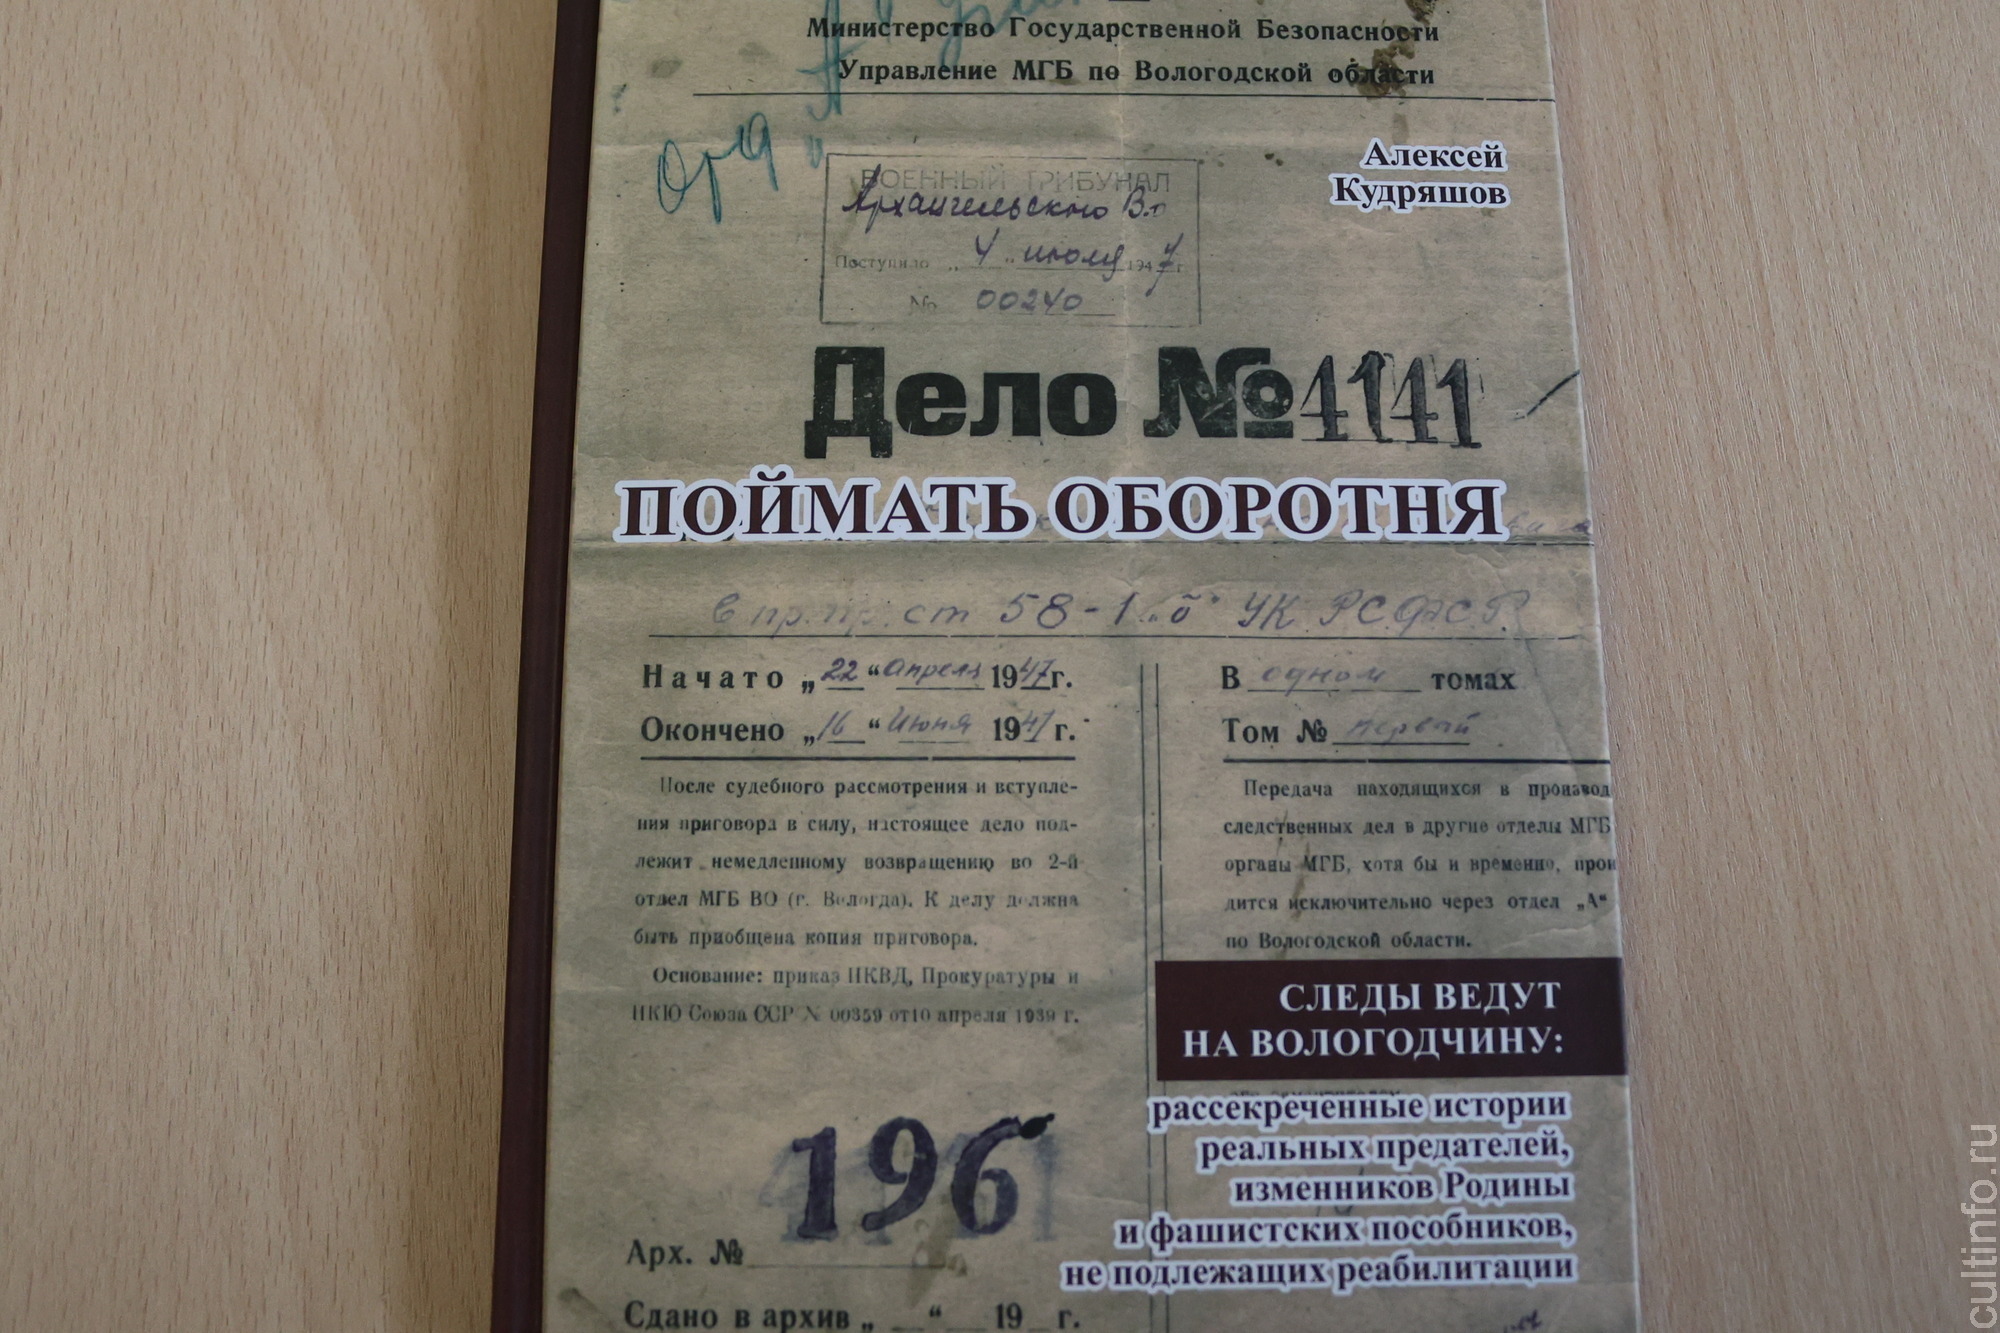 Министерство Государственной Безопасности
Управление МГБ по Вологодской области
Алексей
Кудряшов
ВОЕННЫЙ ТРИБУНАЛ
Архангельского В.о
Поступило „ 4 " июля 1947 г
№ 00240
Дело № 4141
ПОЙМАТЬ ОБОРОТНЯ
ст 58-1 „б" УК РСФСР
Начато „22“ апреля 1947 г.
Окончено „16“ июня 1947 г.
После судебного рассмотрения и вступле-
ния приговора в силу, настоящее дело под-
лежит немедленному возвращению во 2-й
отдел МГБ ВО (г. Вологда). К делу должна
быть приобщена копия приговора.
Основание: приказ НКВД, Прокуратуры и
НКЮ Союза ССР № 00359 от 10 апреля 1939 г.
Арх. № 196
Сдано в архив „ “ 19 г.
В одном томах
Том № первый
Передача находящихся в производ
следственных дел в другие отделы МГБ
органы МГБ, хотя бы и временно, прои
дится исключительно через отдел „А“
по Вологодской области.
СЛЕДЫ ВЕДУТ
НА ВОЛОГОДЧИНУ:
рассекреченные истории
реальных предателей,
изменников Родины
и фашистских пособников,
не подлежащих реабилитации
cultinfo.ru